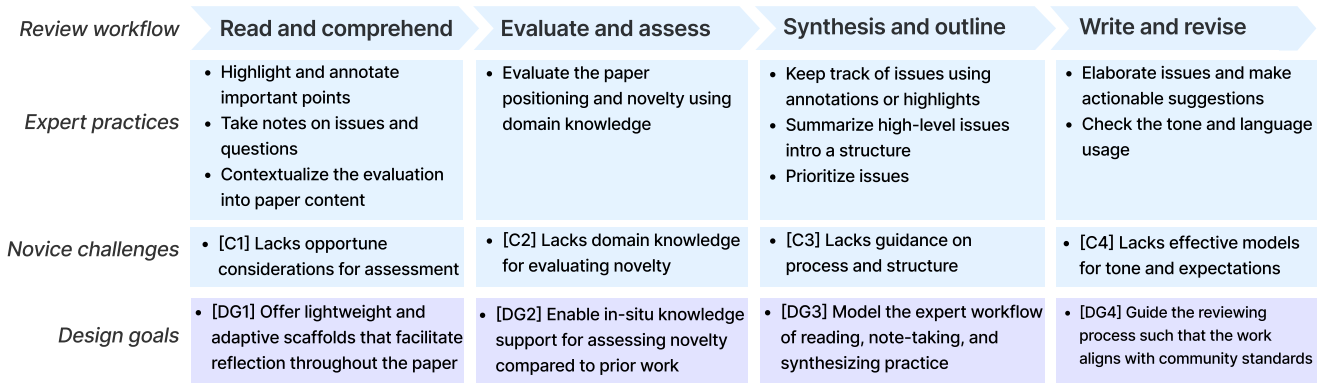 Review workflow
Read and comprehend
Evaluate and assess
Synthesis and outline
Write and revise
Expert practices
• Highlight and annotate
important points
• Take notes on issues and
questions
• Contextualize the evaluation
into paper content
• Evaluate the paper
positioning and novelty using
domain knowledge
• Keep track of issues using
annotations or highlights
• Summarize high-level issues
intro a structure
• Prioritize issues
• Elaborate issues and make
actionable suggestions
• Check the tone and language
usage
Novice challenges
• [C1] Lacks opportune
considerations for assessment
• [C2] Lacks domain knowledge
for evaluating novelty
• [C3] Lacks guidance on
process and structure
• [C4] Lacks effective models
for tone and expectations
Design goals
• [DG1] Offer lightweight and
adaptive scaffolds that facilitate
reflection throughout the paper
• [DG2] Enable in-situ knowledge
support for assessing novelty
compared to prior work
• [DG3] Model the expert workflow
of reading, note-taking, and
synthesizing practice
• [DG4] Guide the reviewing
process such that the work
aligns with community standards